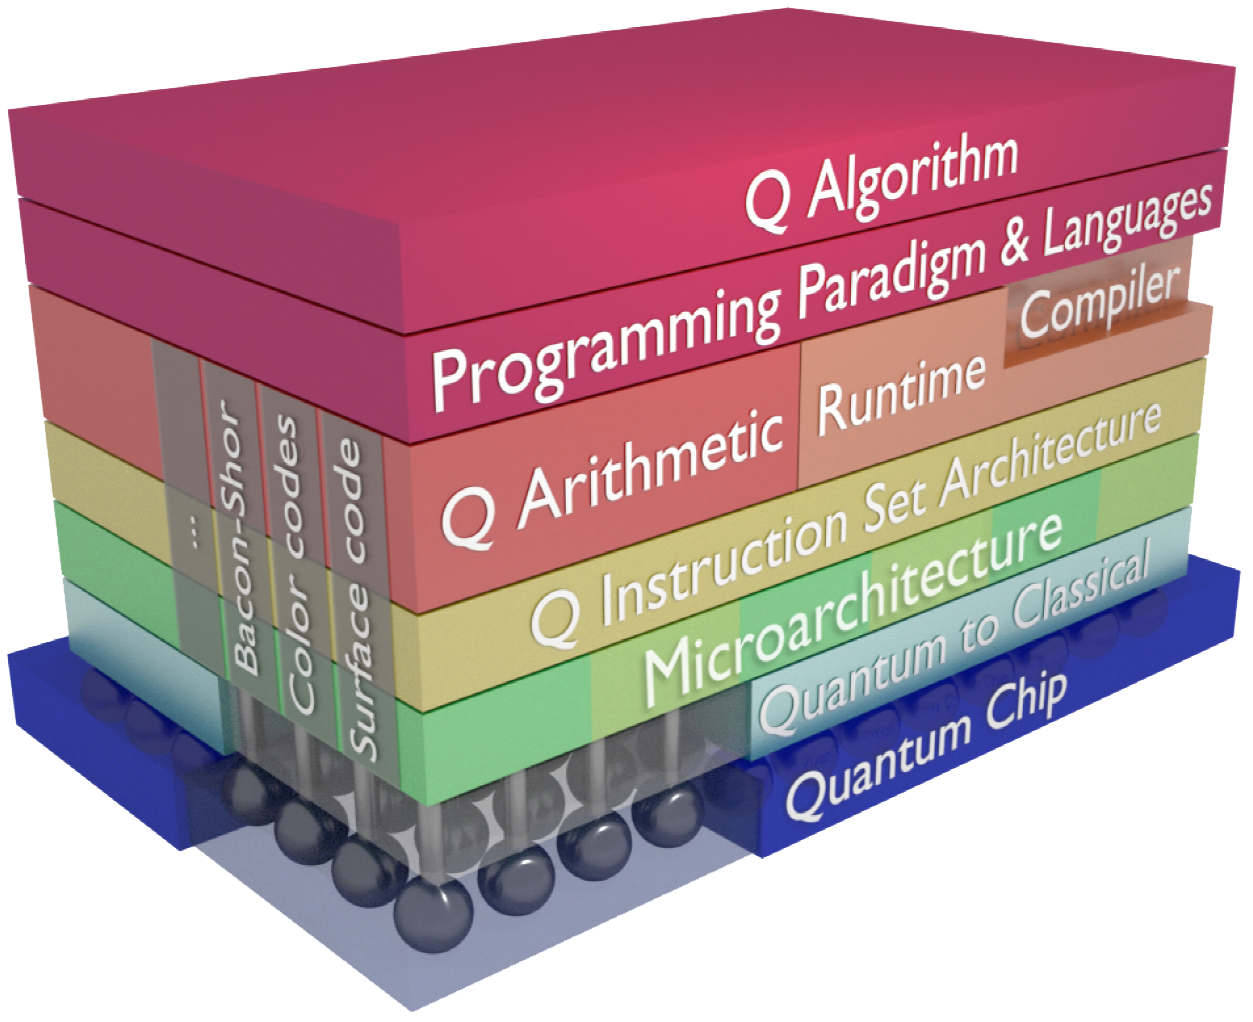 Q Algorithm
Programming Paradigm & Languages
Compiler
Runtime
Q Arithmetic
Q Instruction Set Architecture
Microarchitecture
Quantum to Classical
Quantum Chip
...
Bacon-Shor
Color codes
Surface code